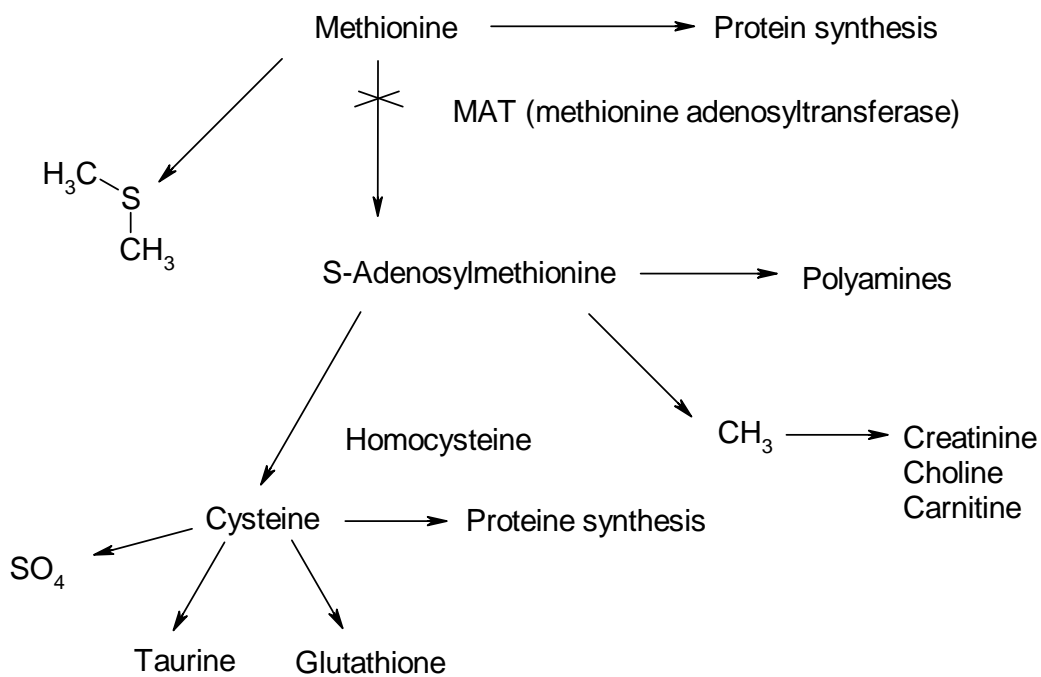 Methionine
Protein synthesis
MAT (methionine adenosyltransferase)
H₃C
S
CH₃
S-Adenosylmethionine
Polyamines
CH₃
Creatinine
Choline
Carnitine
Homocysteine
Cysteine
Proteine synthesis
SO₄
Taurine
Glutathione